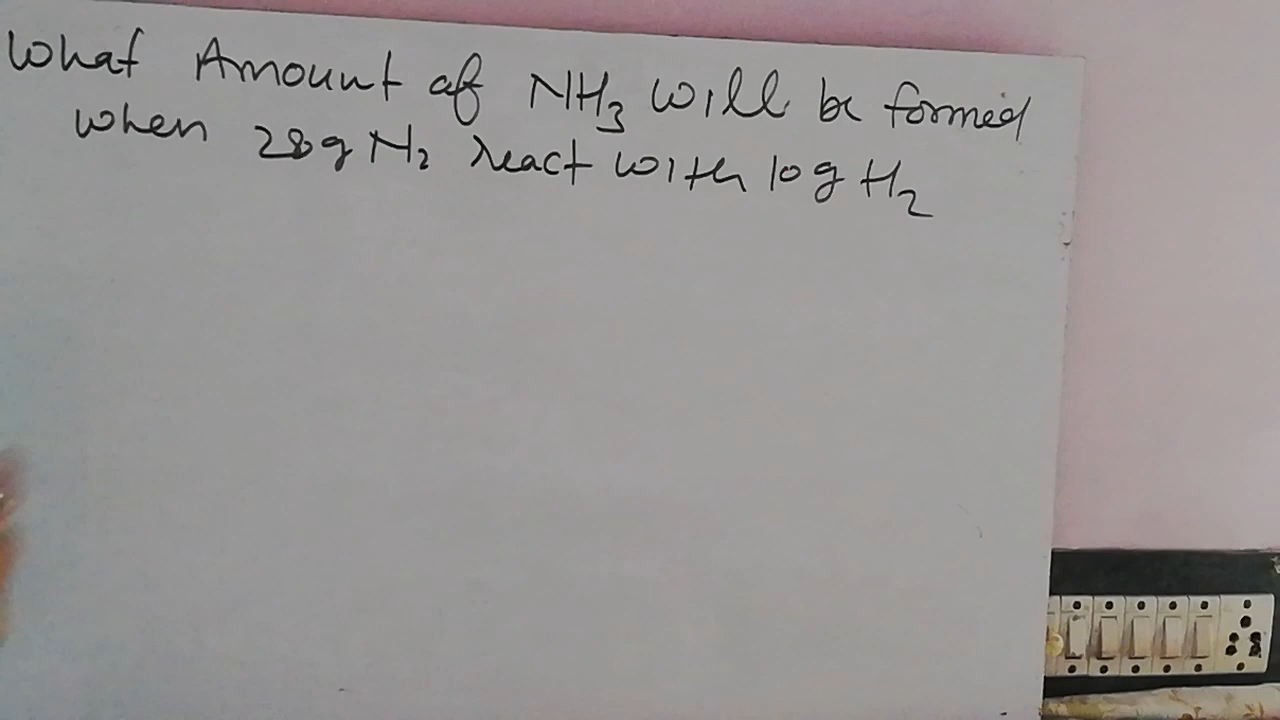 What Amount of NH3 will be formed
when 28g N2 react with 10g H2